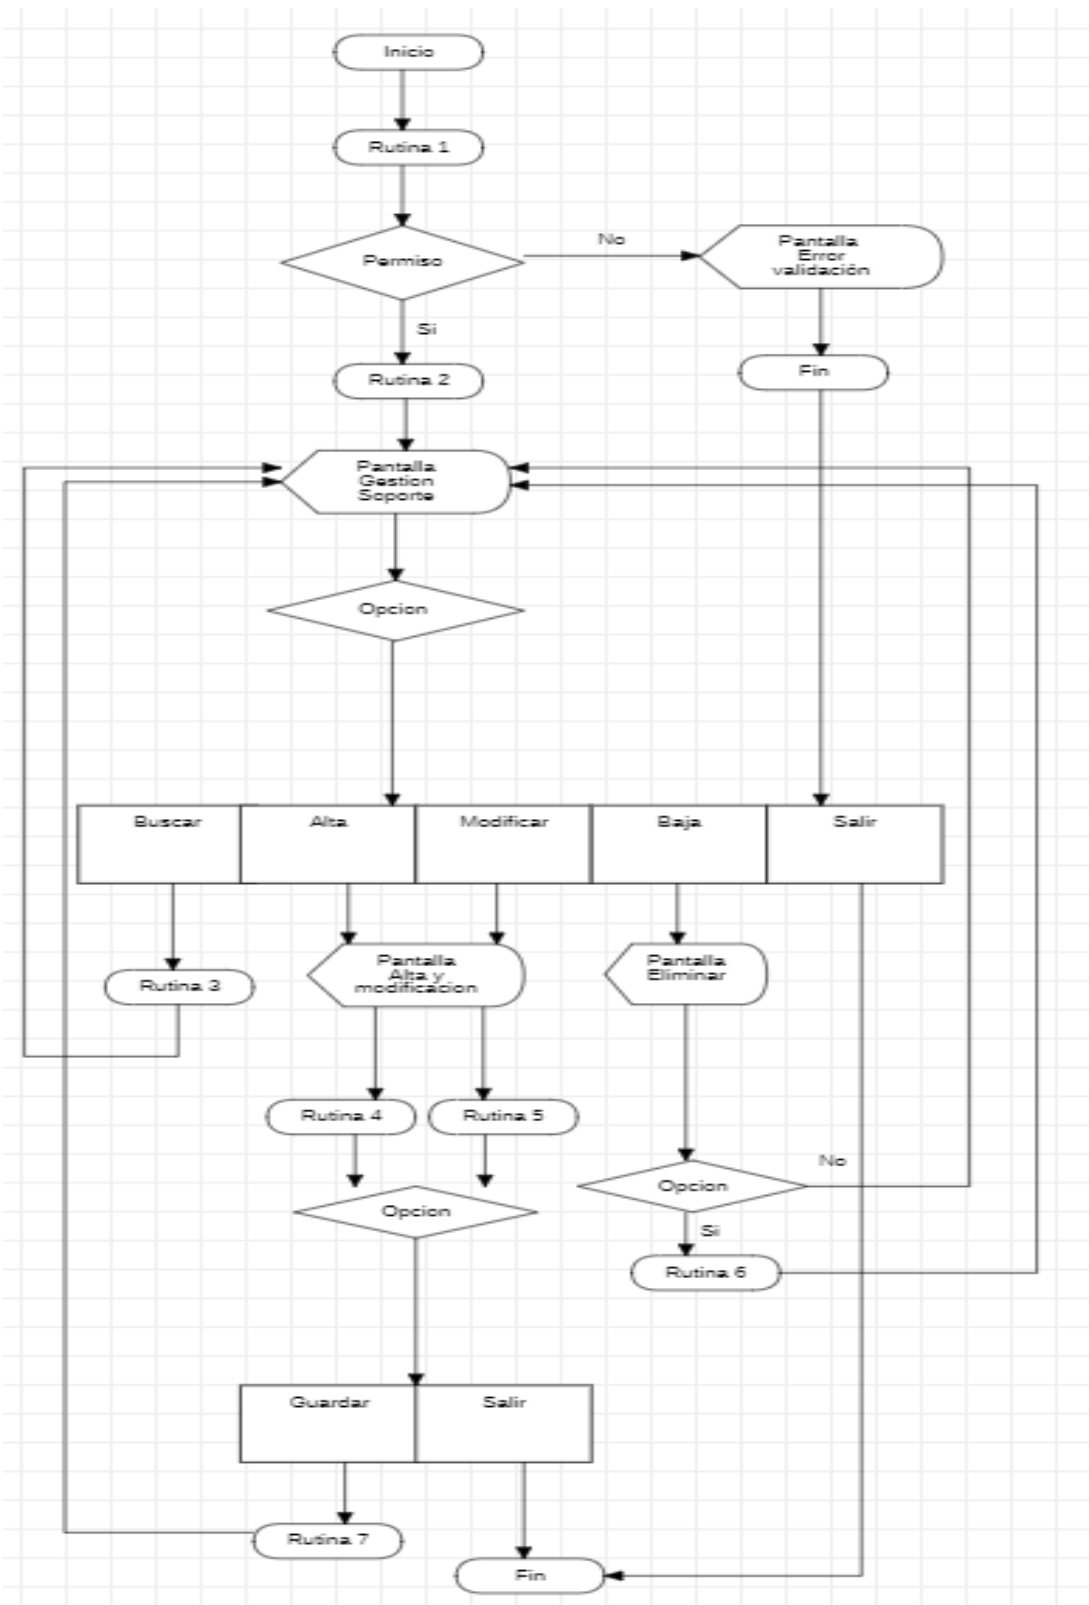 Inicio
Rutina 1
Permiso
No
Pantalla
Error
validación
Si
Rutina 2
Fin
Pantalla
Gestion
Soporte
Opcion
Buscar
Alta
Modificar
Baja
Salir
Rutina 3
Pantalla
Alta y
modificacion
Pantalla
Eliminar
Rutina 4
Rutina 5
Opcion
No
Opcion
Si
Rutina 6
Guardar
Salir
Rutina 7
Fin